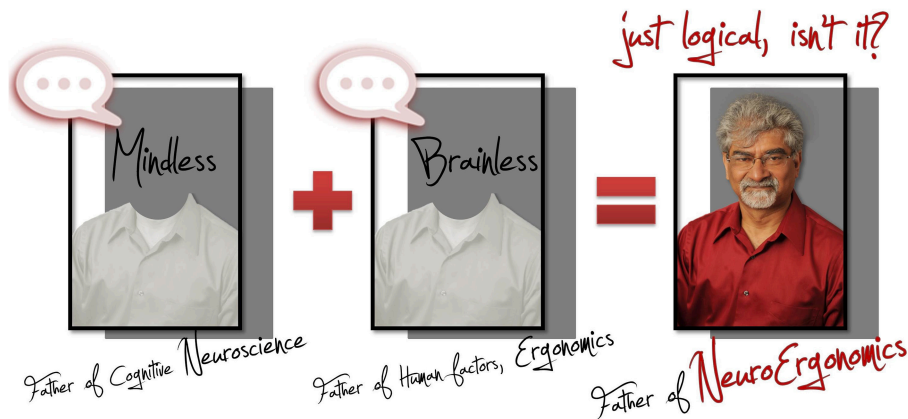 just logical, isn't it?
Mindless
Brainless
Father of Cognitive Neuroscience
Father of Human factors, Ergonomics
Father of NeuroErgonomics